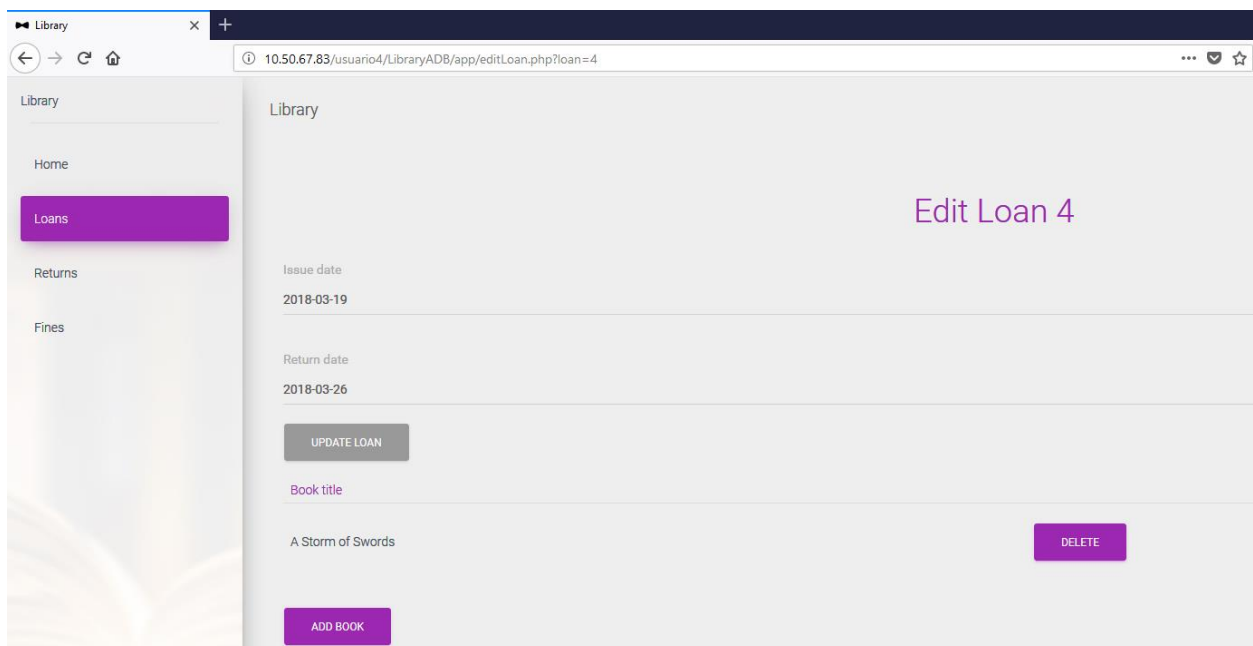 Library
10.50.67.83/usuario4/LibraryADB/app/editLoan.php?loan=4
Library
Home
Loans
Returns
Fines
Library
Edit Loan 4
Issue date
2018-03-19
Return date
2018-03-26
UPDATE LOAN
Book title
A Storm of Swords DELETE
ADD BOOK